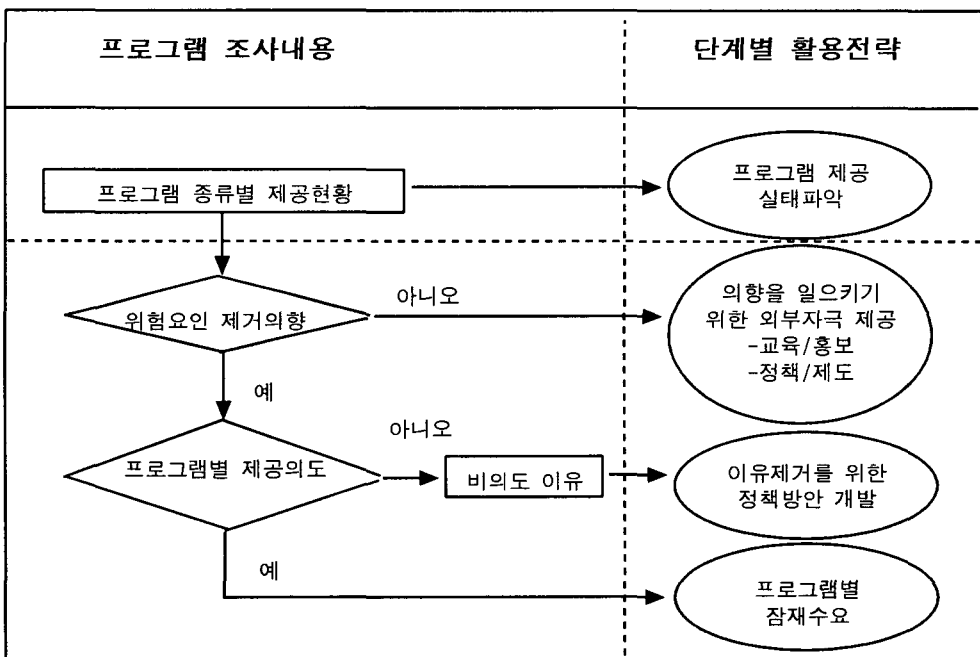 프로그램 조사내용
단계별 활용전략
프로그램 종류별 제공현황
프로그램 제공
실태파악
위험요인 제거의향
아니오
의향을 일으키기
위한 외부자극 제공
-교육/홍보
-정책/제도
예
프로그램별 제공의도
아니오
비의도 이유
이유제거를 위한
정책방안 개발
예
프로그램별
잠재수요